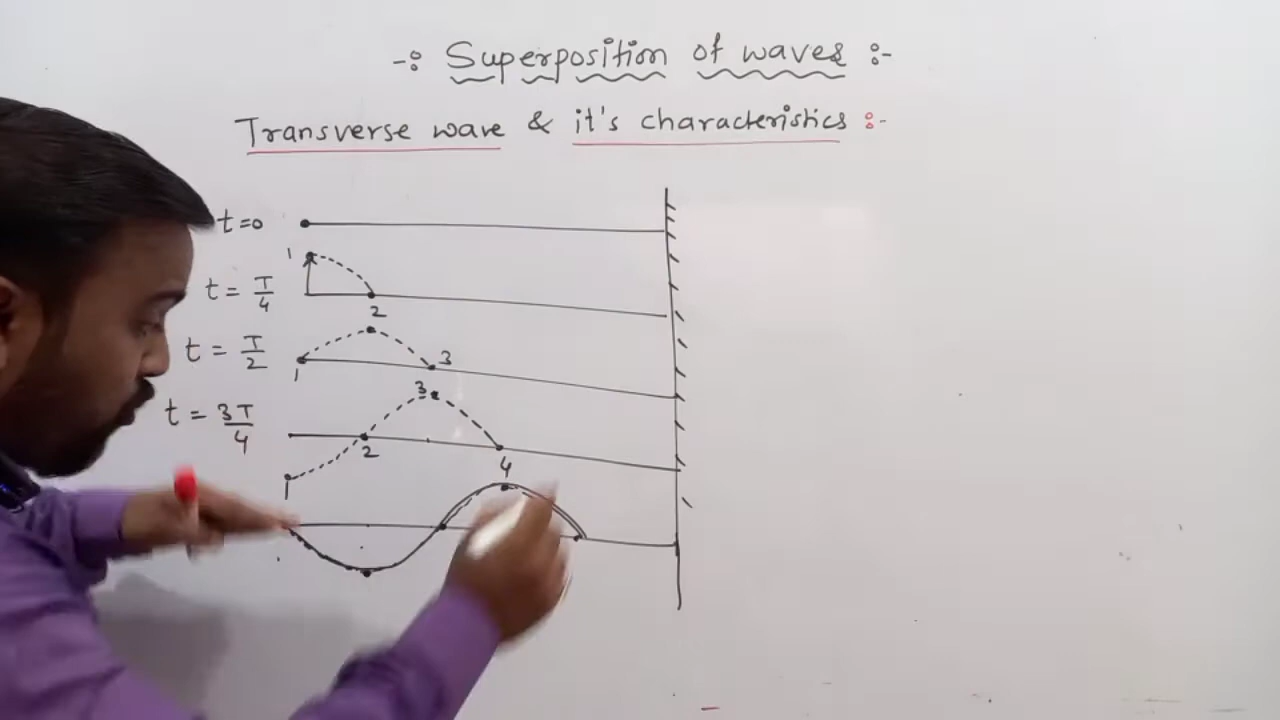 -: Superposition of waves :-
Transverse wave & it's characteristics :-
t=0
1
t = T/4
2
t = T/2
1
3
t = 3T/4
3
2
4
1